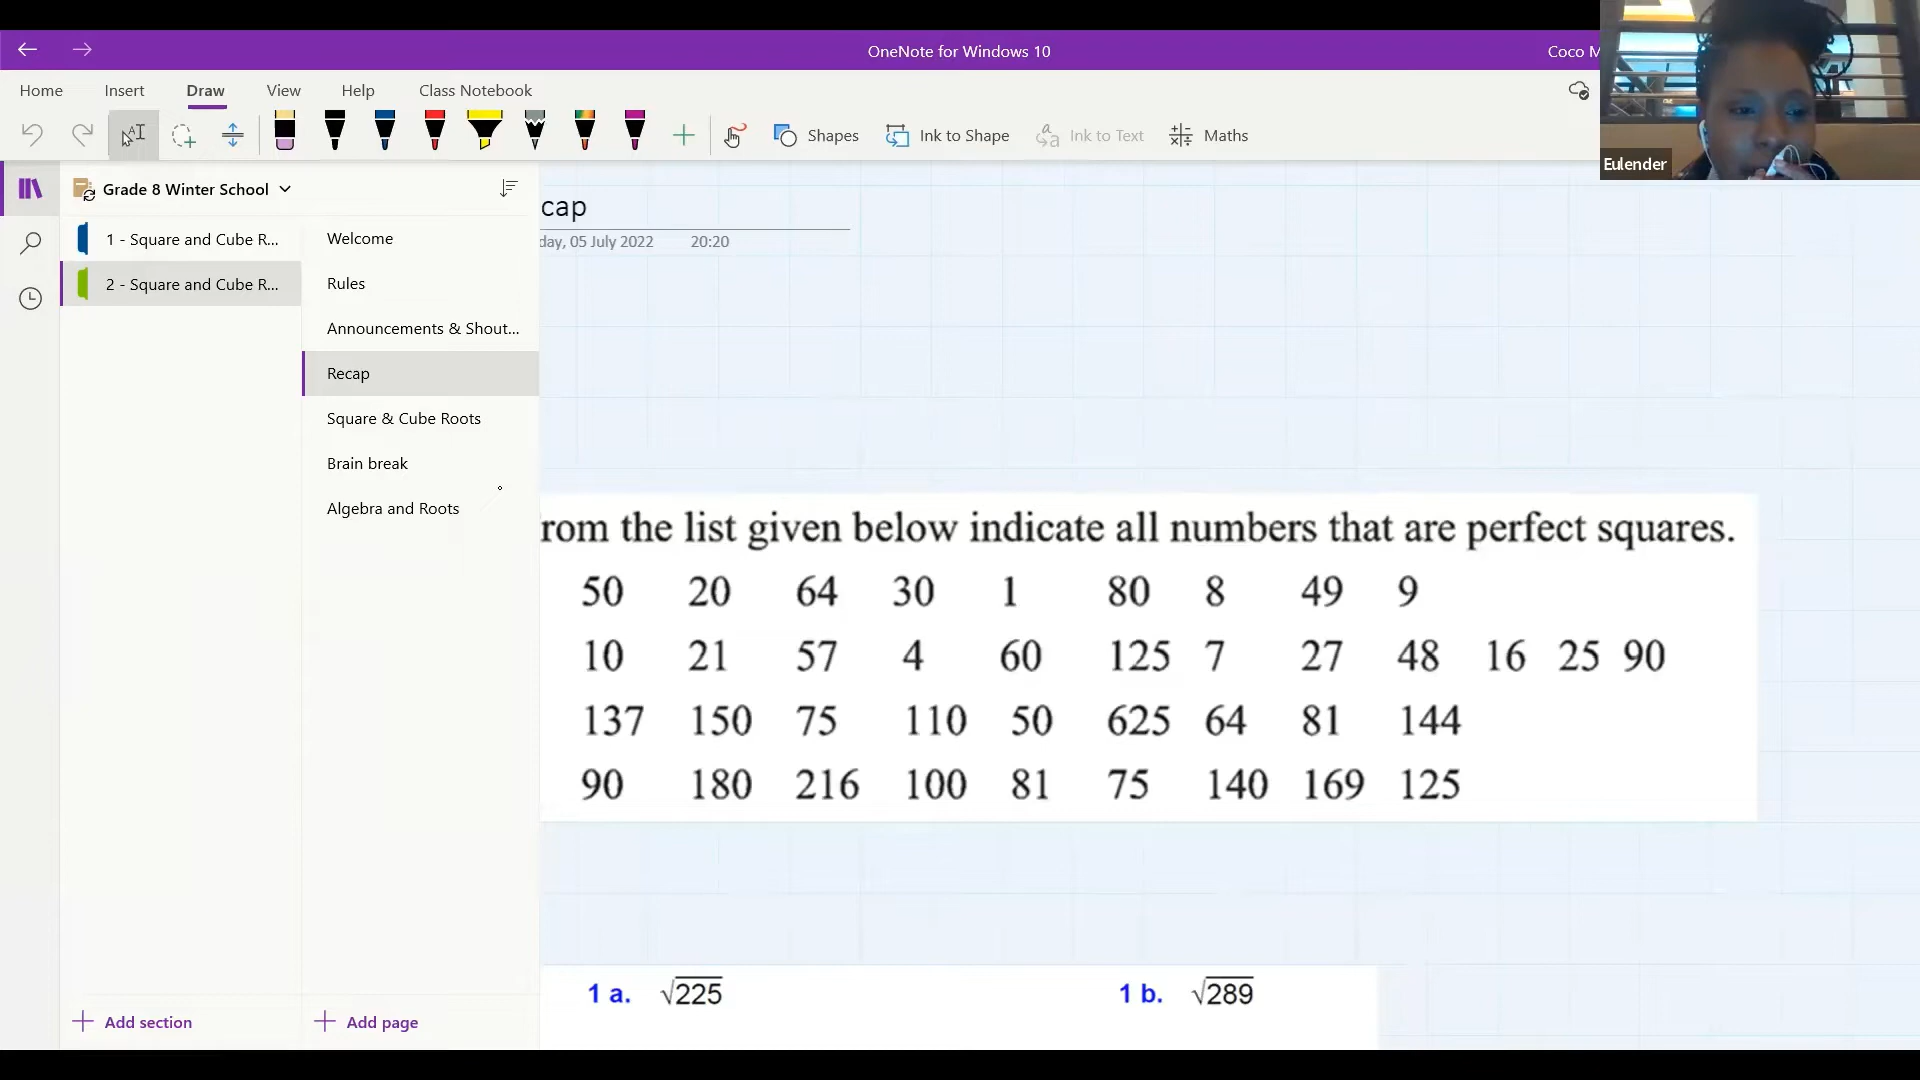 OneNote for Windows 10
Coco M
Home Insert Draw View Help Class Notebook
Shapes Ink to Shape Ink to Text Maths
Eulender
Grade 8 Winter School
1 - Square and Cube R...
2 - Square and Cube R...
Welcome
Rules
Announcements & Shout...
Recap
Square & Cube Roots
Brain break
Algebra and Roots
Add section
Add page
cap
day, 05 July 2022 20:20
rom the list given below indicate all numbers that are perfect squares.
50 20 64 30 1 80 8 49 9
10 21 57 4 60 125 7 27 48 16 25 90
137 150 75 110 50 625 64 81 144
90 180 216 100 81 75 140 169 125
1 a. √225 1 b. √289